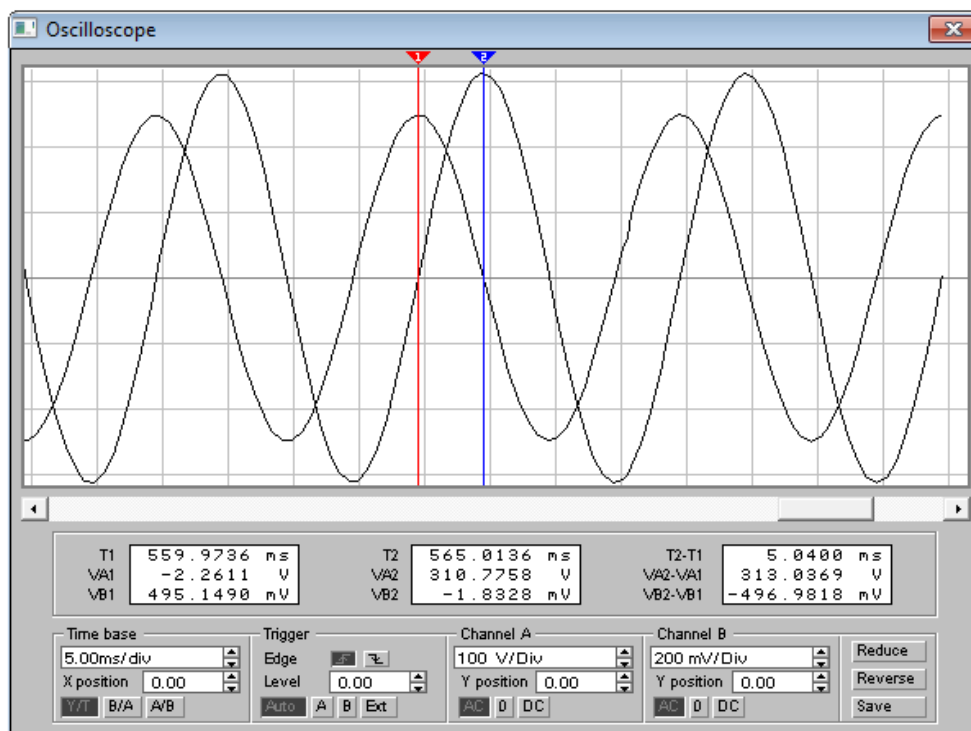 Oscilloscope
1 2
T1 559.9736 ms T2 565.0136 ms T2-T1 5.0400 ms
VA1 -2.2611 V VA2 310.7758 V VA2-VA1 313.0369 V
VB1 495.1490 mV VB2 -1.8328 mV VB2-VB1 -496.9818 mV
Time base Trigger Channel A Channel B
5.00ms/div Edge 100 V/Div 200 mV/Div Reduce
X position 0.00 Level 0.00 Y position 0.00 Y position 0.00 Reverse
Y/T B/A A/B Auto A B Ext AC 0 DC AC 0 DC Save